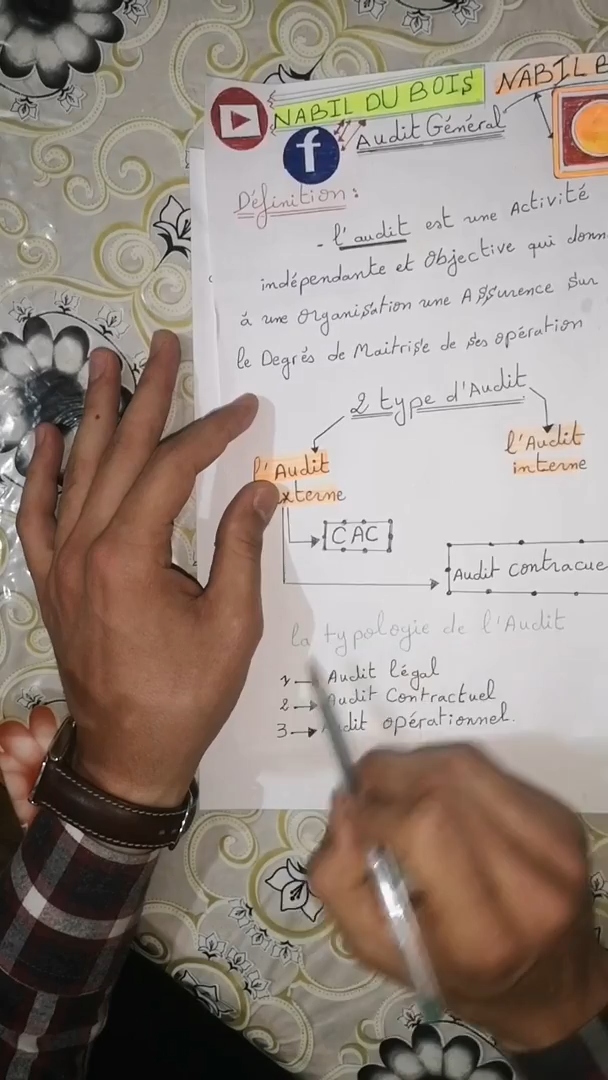 NABIL DU BOIS
NABIL B
f
Audit Général
Définition:
- l'audit est une Activité
indépendante et Objective qui donn
à une Organisation une Assurence Sur
le Degrés de Maitrise de ses opération
2 type d'Audit
l'Audit
externe
l'Audit
interne
CAC
Audit Contracue
la typologie de l'Audit
1→ Audit légal
2→ Audit Contractuel
3→ Audit opérationnel.